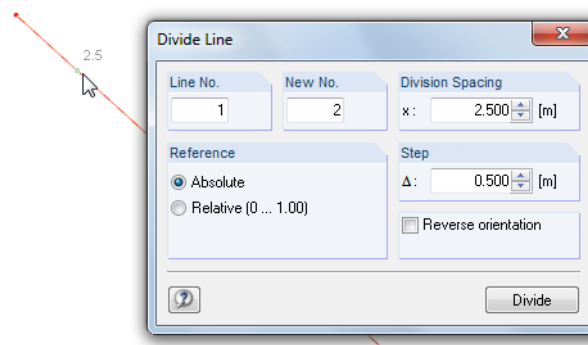 2.5
Divide Line
Line No.
1
New No.
2
Division Spacing
x :
2.500
[m]
Reference
Absolute
Relative (0 ... 1.00)
Step
Δ:
0.500
[m]
Reverse orientation
?
Divide